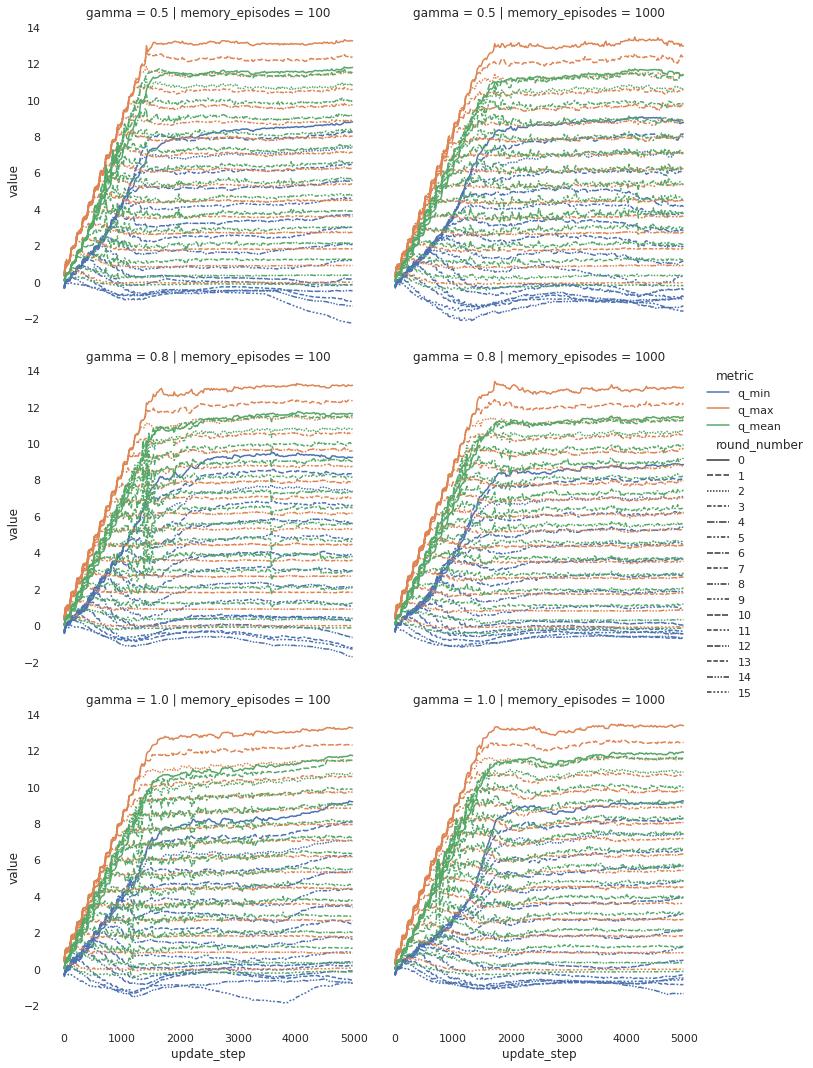 gamma = 0.5 | memory_episodes = 100
gamma = 0.5 | memory_episodes = 1000
14
12
10
8
6
4
2
0
−2
value
gamma = 0.8 | memory_episodes = 100
gamma = 0.8 | memory_episodes = 1000
14
12
10
8
6
4
2
0
−2
value
metric
q_min
q_max
q_mean
round_number
0
1
2
3
4
5
6
7
8
9
10
11
12
13
14
15
gamma = 1.0 | memory_episodes = 100
gamma = 1.0 | memory_episodes = 1000
14
12
10
8
6
4
2
0
−2
value
0 1000 2000 3000 4000 5000
0 1000 2000 3000 4000 5000
update_step
update_step